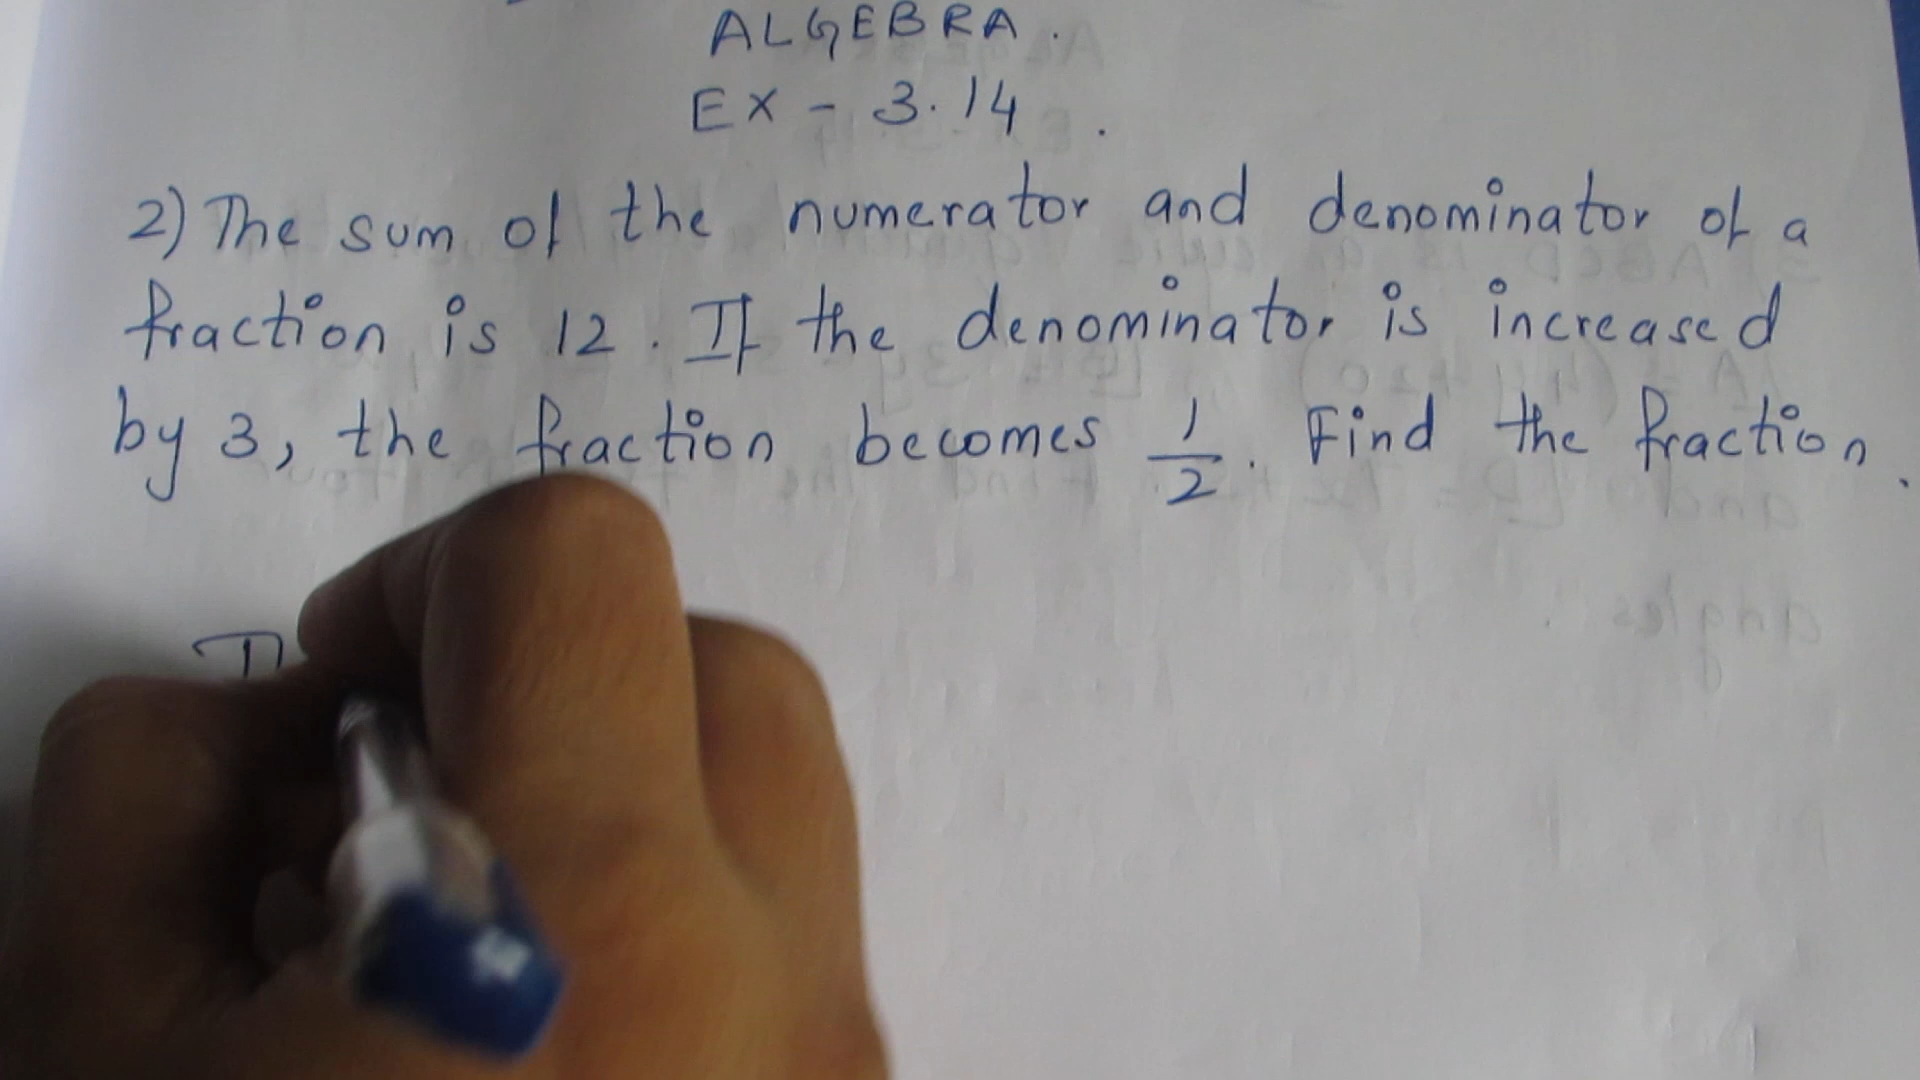 ALGEBRA.
EX - 3.14.
2) The sum of the numerator and denominator of a
fraction is 12. If the denominator is increased
by 3, the fraction becomes 1/2. Find the fraction.